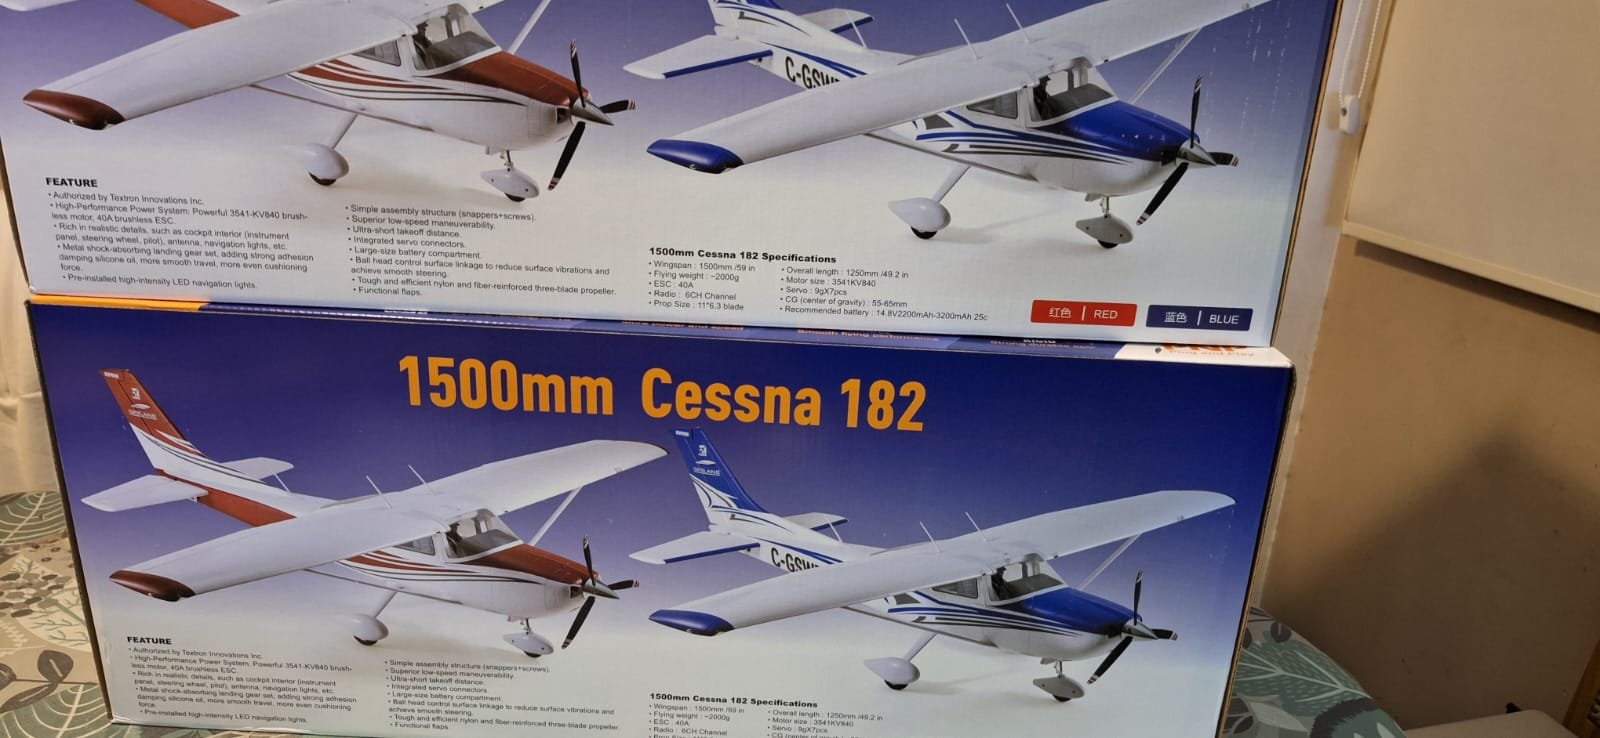 C-GSW
FEATURE
• Authorized by Textron Innovations Inc.
• High-Performance Power System: Powerful 3541-KV840 brush-
less motor, 40A brushless ESC.
• Rich in realistic details, such as cockpit interior (instrument
panel, steering wheel, pilot), antenna, navigation lights, etc.
• Metal shock-absorbing landing gear set, adding strong adhesion
damping silicone oil, more smooth travel, more even cushioning
force.
• Pre-installed high-intensity LED navigation lights.
• Simple assembly structure (snappers+screws).
• Superior low-speed maneuverability.
• Ultra-short takeoff distance.
• Integrated servo connectors.
• Large-size battery compartment.
• Ball head control surface linkage to reduce surface vibrations and
achieve smooth steering.
• Tough and efficient nylon and fiber-reinforced three-blade propeller.
• Functional flaps.
1500mm Cessna 182 Specifications
• Wingspan : 1500mm /59 in
• Flying weight : ~2000g
• ESC : 40A
• Radio : 6CH Channel
• Prop Size : 11*6.3 blade
• Overall length : 1250mm /49.2 in
• Motor size : 3541KV840
• Servo : 9gX7pcs
• CG (center of gravity) : 55-65mm
• Recommended battery : 14.8V2200mAh-3200mAh 25c
红色 | RED
蓝色 | BLUE
Smooth flying performance
Plug and Play
1500mm Cessna 182
SKYLANE
SKYLANE
C-GSW
FEATURE
• Authorized by Textron Innovations Inc.
• High-Performance Power System: Powerful 3541-KV840 brush-
less motor, 40A brushless ESC.
• Rich in realistic details, such as cockpit interior (instrument
panel, steering wheel, pilot), antenna, navigation lights, etc.
• Metal shock-absorbing landing gear set, adding strong adhesion
damping silicone oil, more smooth travel, more even cushioning
force.
• Pre-installed high-intensity LED navigation lights.
• Simple assembly structure (snappers+screws).
• Superior low-speed maneuverability.
• Ultra-short takeoff distance.
• Integrated servo connectors
• Large-size battery compartment.
• Ball head control surface linkage to reduce surface vibrations and
achieve smooth steering.
• Tough and efficient nylon and fiber-reinforced three-blade propeller.
• Functional flaps.
1500mm Cessna 182 Specifications
• Wingspan : 1500mm /59 in
• Flying weight : ~2000g
• ESC : 40A
• Radio : 6CH Channel
• Overall length : 1250mm /49.2 in
• Motor size : 3541KV840
• Servo : 9gX7pcs